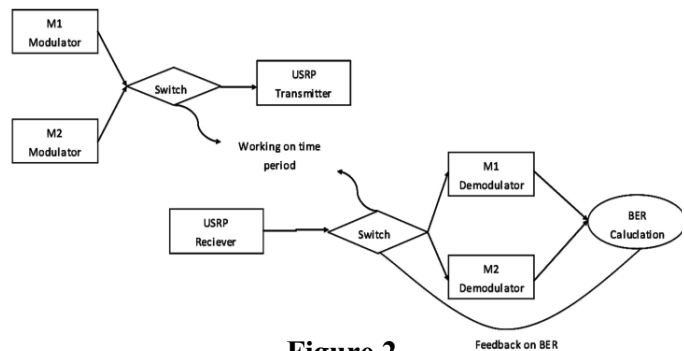 M1
Modulator
Switch
USRP
Transmitter
M2
Modulator
Working on time
period
USRP
Reciever
Switch
M1
Demodulator
M2
Demodulator
BER
Caluclation
Feedback on BER
Figure 2